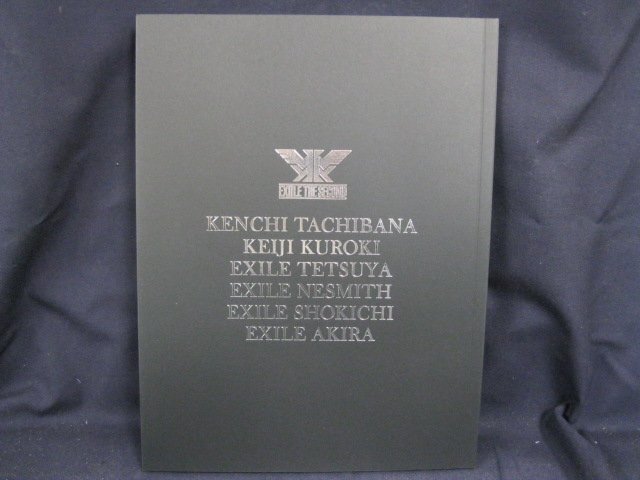 EXILE THE SECOND
KENCHI TACHIBANA
KEIJI KUROKI
EXILE TETSUYA
EXILE NESMITH
EXILE SHOKICHI
EXILE AKIRA